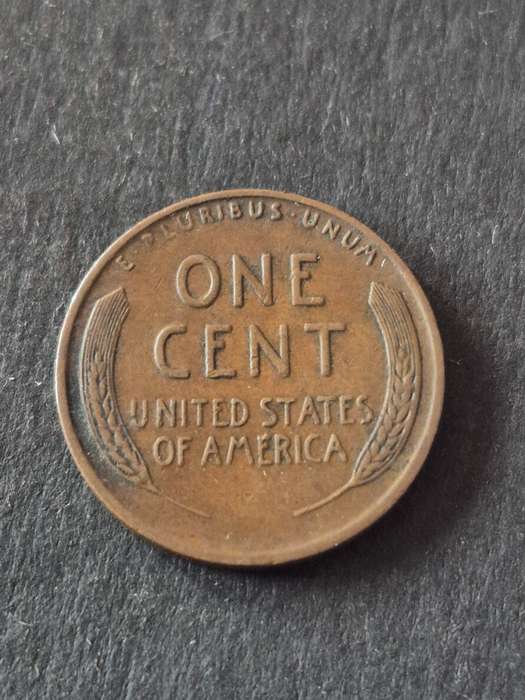 E · PLURIBUS · UNUM
ONE
CENT
UNITED STATES
OF AMERICA